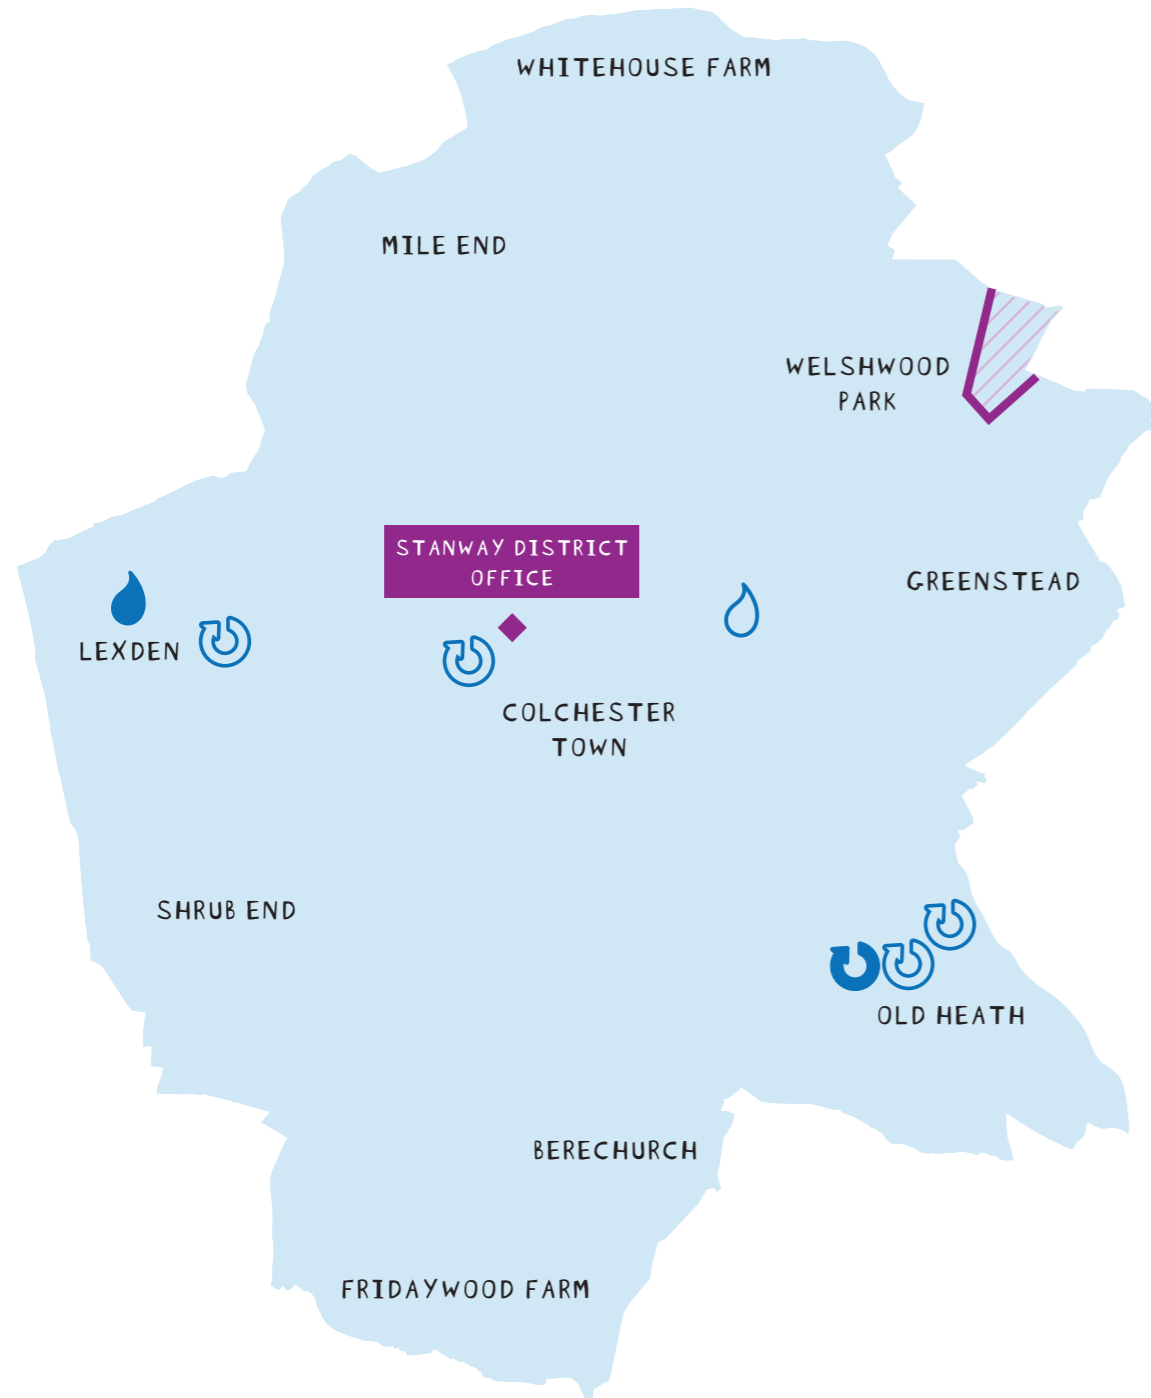 WHITEHOUSE FARM
MILE END
WELSHWOOD
PARK
STANWAY DISTRICT
OFFICE
GREENSTEAD
LEXDEN
COLCHESTER
TOWN
SHRUB END
OLD HEATH
BERECHURCH
FRIDAYWOOD FARM